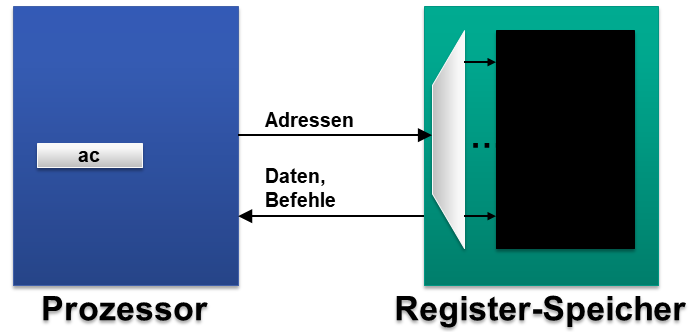 Adressen
ac
Daten,
Befehle
..
Prozessor
Register-Speicher